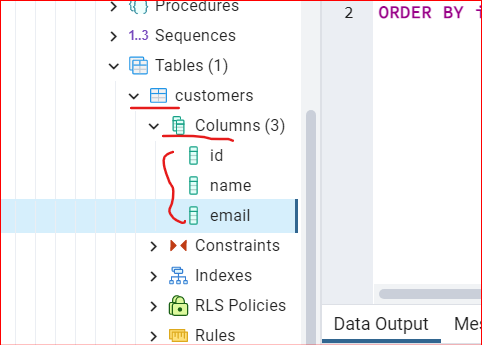 Procedures
1..3 Sequences
Tables (1)
customers
Columns (3)
id
name
email
Constraints
Indexes
RLS Policies
Rules
2 ORDER BY
Data Output Mes